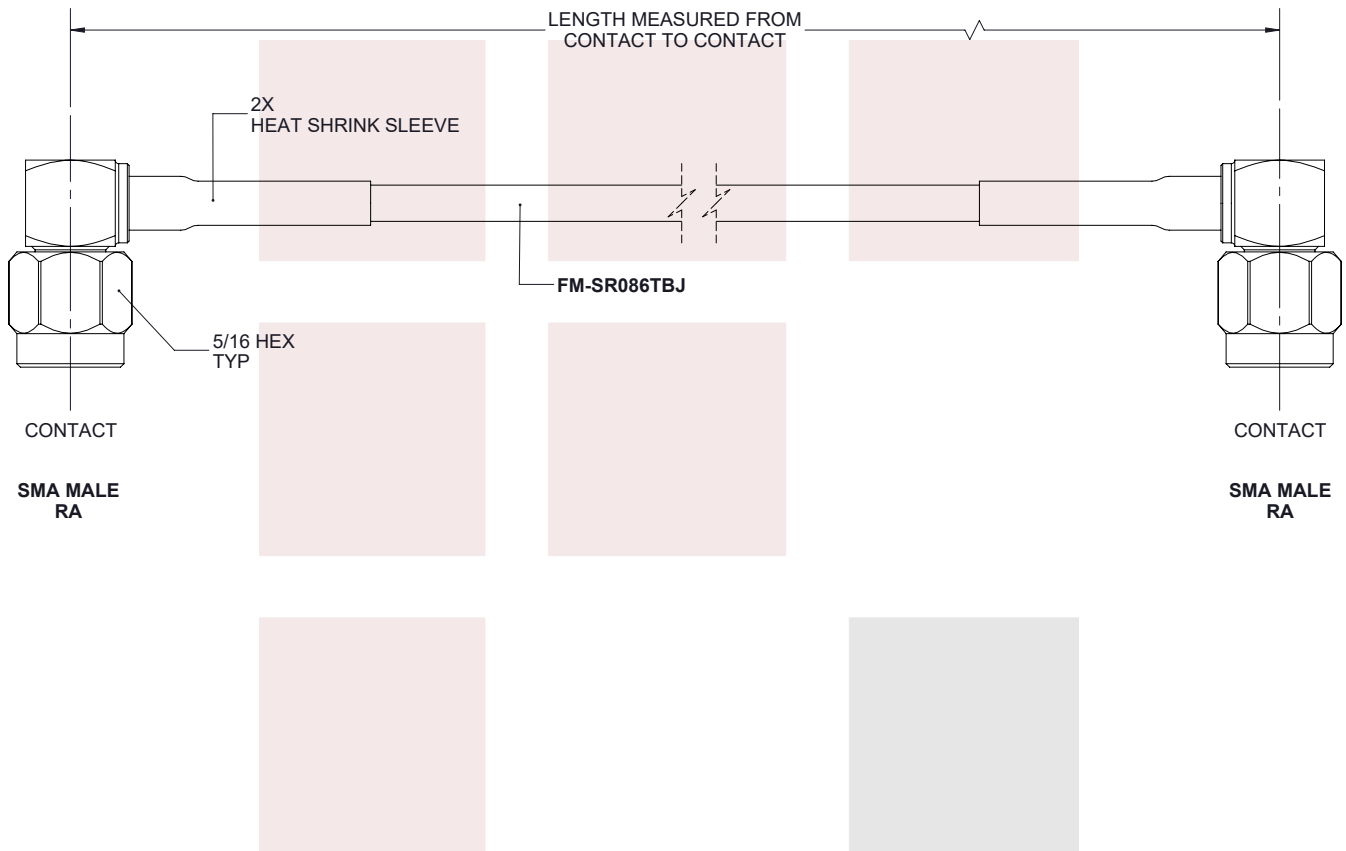 LENGTH MEASURED FROM
CONTACT TO CONTACT
2X
HEAT SHRINK SLEEVE
FM-SR086TBJ
5/16 HEX
TYP
CONTACT
SMA MALE
RA
CONTACT
SMA MALE
RA